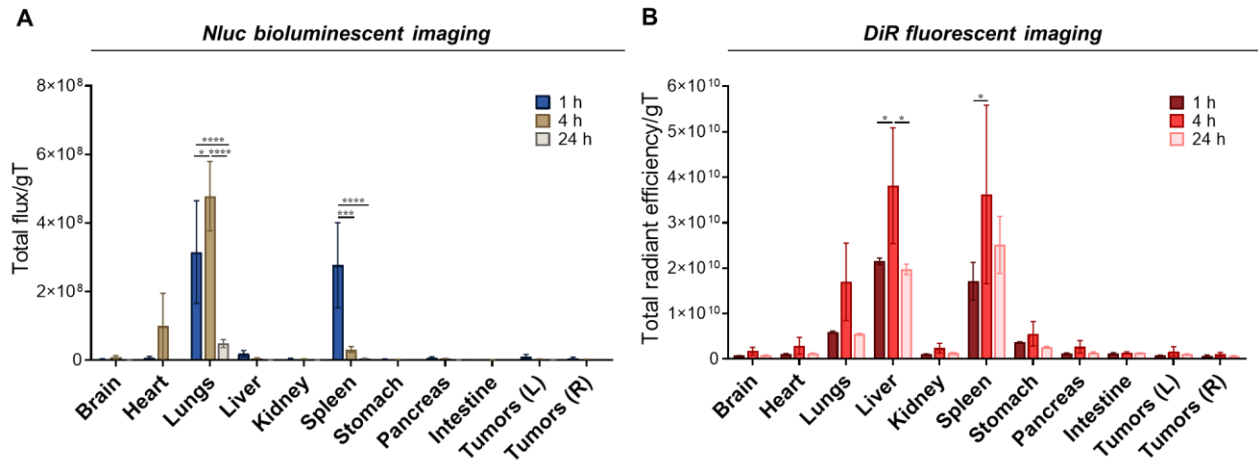 A
Nluc bioluminescent imaging
Total flux/gT
8×10⁸
6×10⁸
4×10⁸
2×10⁸
0
1 h
4 h
24 h
****
* ****
****
***
Brain
Heart
Lungs
Liver
Kidney
Spleen
Stomach
Pancreas
Intestine
Tumors (L)
Tumors (R)
B
DiR fluorescent imaging
Total radiant efficiency/gT
6×10¹⁰
5×10¹⁰
4×10¹⁰
3×10¹⁰
2×10¹⁰
1×10¹⁰
0
1 h
4 h
24 h
* *
*
Brain
Heart
Lungs
Liver
Kidney
Spleen
Stomach
Pancreas
Intestine
Tumors (L)
Tumors (R)